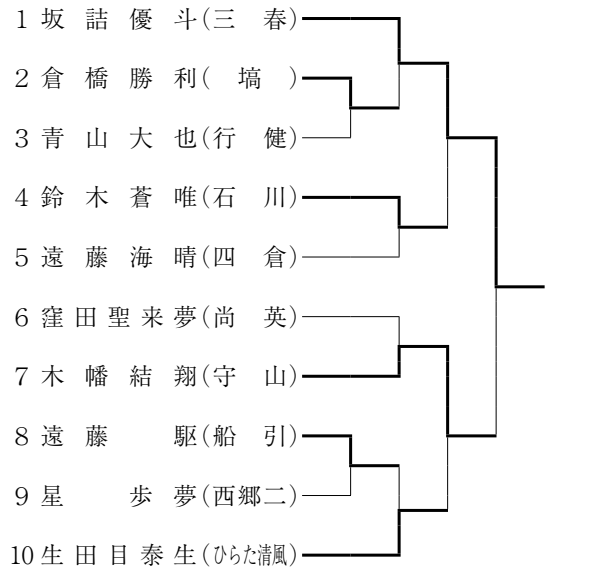 1 坂詰優斗(三春)
2 倉橋勝利(塙)
3 青山大也(行健)
4 鈴木蒼唯(石川)
5 遠藤海晴(四倉)
6 窪田聖来夢(尚英)
7 木幡結翔(守山)
8 遠藤駆(船引)
9 星歩夢(西郷二)
10 生田目泰生(ひらた清風)